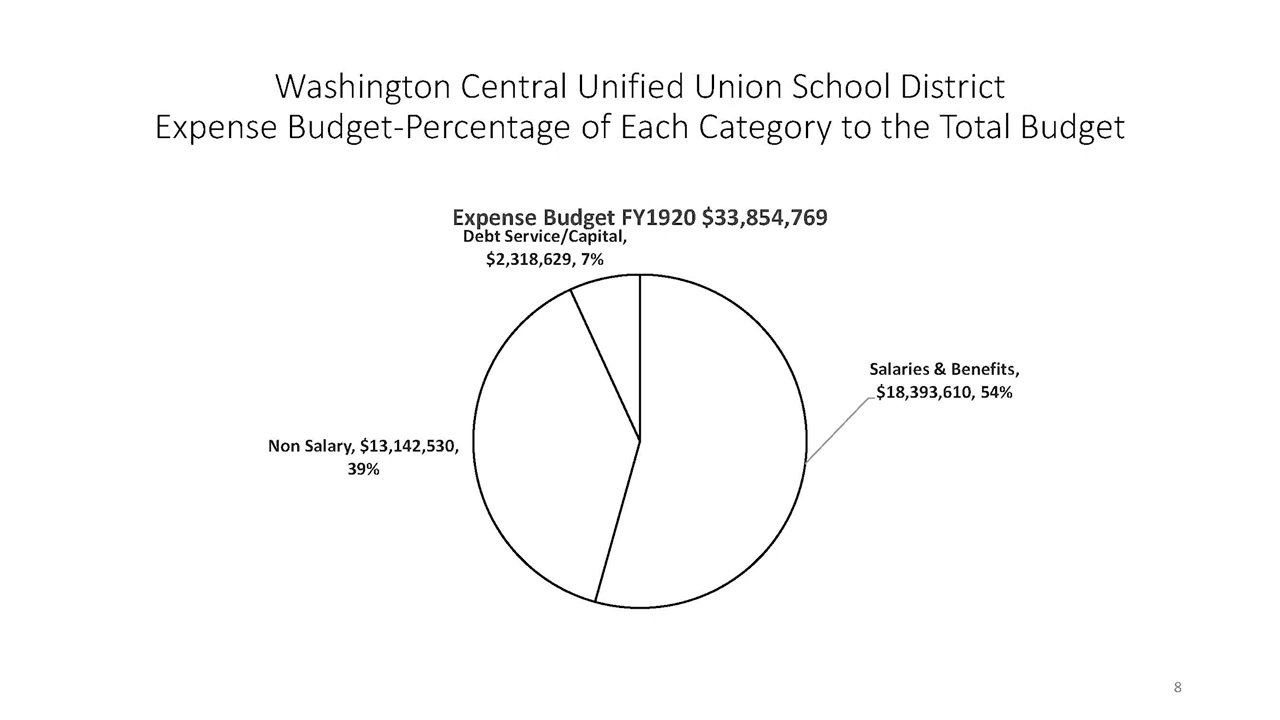 Washington Central Unified Union School District
Expense Budget-Percentage of Each Category to the Total Budget
Expense Budget FY1920 $33,854,769
Debt Service/Capital,
$2,318,629, 7%
Salaries & Benefits,
$18,393,610, 54%
Non Salary, $13,142,530,
39%
8